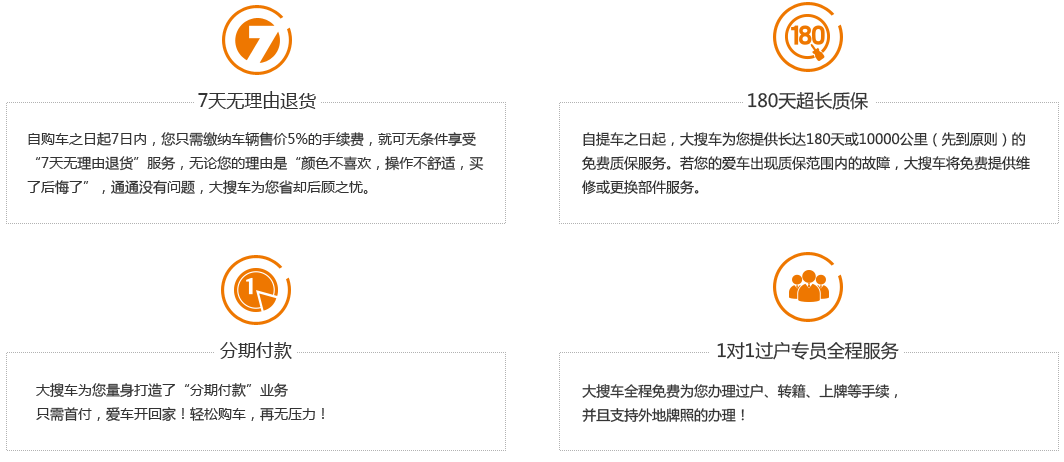 7
7天无理由退货
自购车之日起7日内，您只需缴纳车辆售价5%的手续费，就可无条件享受
“7天无理由退货”服务，无论您的理由是“颜色不喜欢，操作不舒适，买
了后悔了”，通通没有问题，大搜车为您省却后顾之忧。
180
180天超长质保
自提车之日起，大搜车为您提供长达180天或10000公里（先到原则）的
免费质保服务。若您的爱车出现质保范围内的故障，大搜车将免费提供维
修或更换部件服务。
1
分期付款
大搜车为您量身打造了“分期付款”业务
只需首付，爱车开回家！轻松购车，再无压力！
1对1过户专员全程服务
大搜车全程免费为您办理过户、转籍、上牌等手续，
并且支持外地牌照的办理！